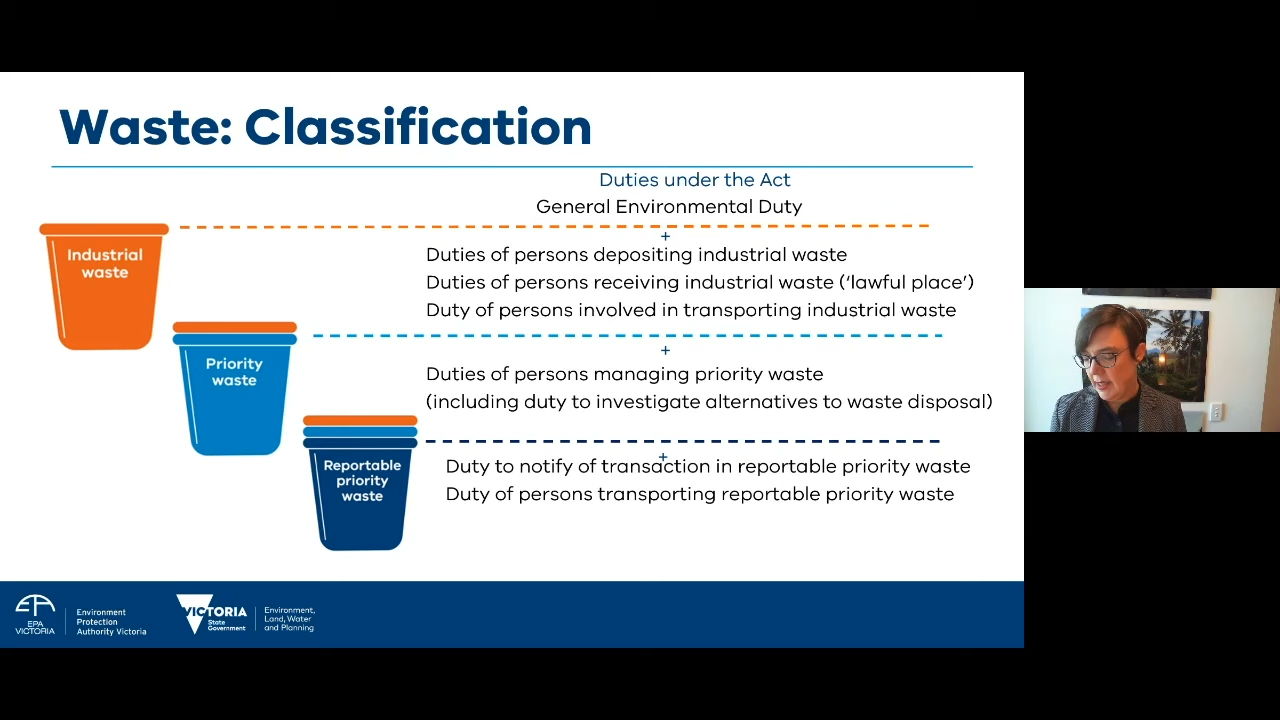 Waste: Classification
Duties under the Act
General Environmental Duty
+
Industrial
waste
Duties of persons depositing industrial waste
Duties of persons receiving industrial waste (‘lawful place’)
Duty of persons involved in transporting industrial waste
+
Priority
waste
Duties of persons managing priority waste
(including duty to investigate alternatives to waste disposal)
+
Reportable
priority
waste
Duty to notify of transaction in reportable priority waste
Duty of persons transporting reportable priority waste
EPA
VICTORIA
Environment
Protection
Authority Victoria
VICTORIA
State
Government
Environment,
Land, Water
and Planning